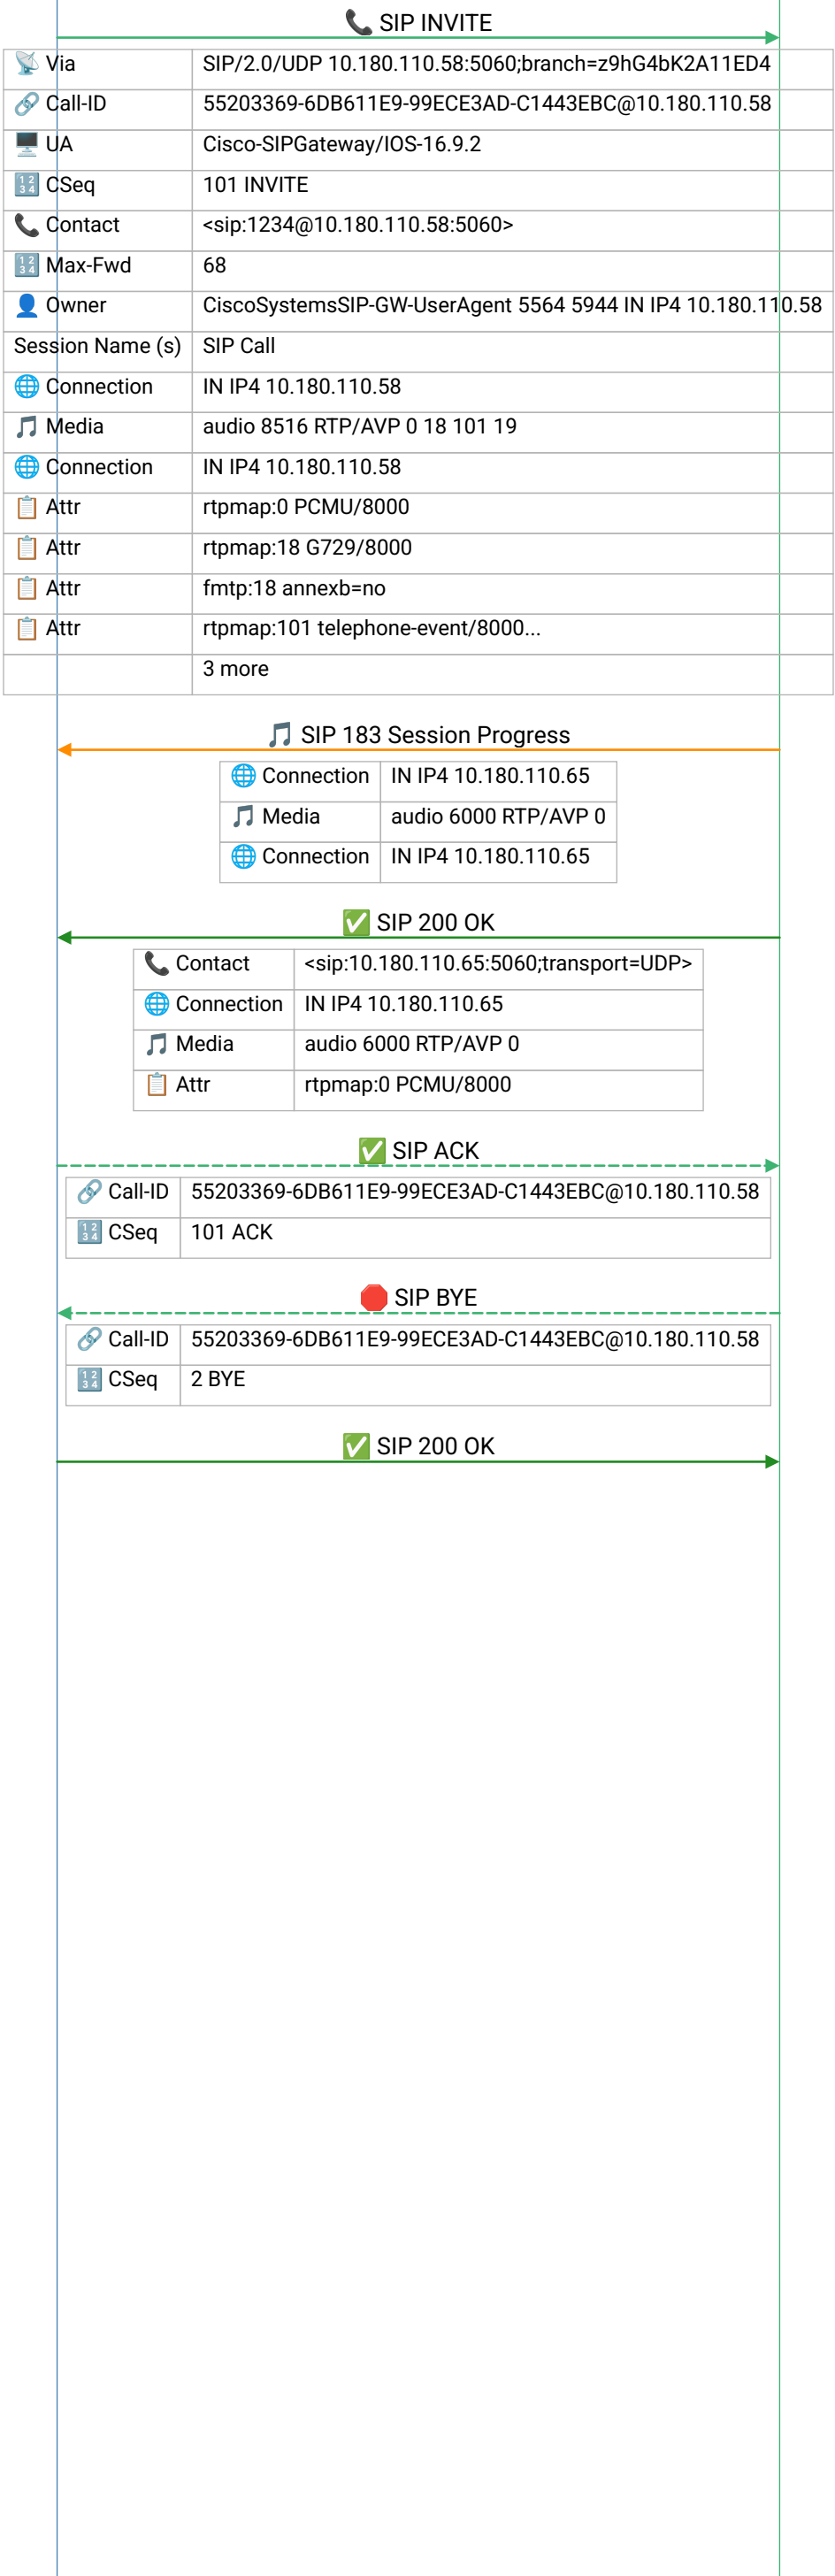 📞 SIP INVITE
📡 Via SIP/2.0/UDP 10.180.110.58:5060;branch=z9hG4bK2A11ED4
🔗 Call-ID 55203369-6DB611E9-99ECE3AD-C1443EBC@10.180.110.58
🖥️ UA Cisco-SIPGateway/IOS-16.9.2
🔢 CSeq 101 INVITE
📞 Contact <sip:1234@10.180.110.58:5060>
🔢 Max-Fwd 68
👤 Owner CiscoSystemsSIP-GW-UserAgent 5564 5944 IN IP4 10.180.110.58
Session Name (s) SIP Call
🌐 Connection IN IP4 10.180.110.58
🎵 Media audio 8516 RTP/AVP 0 18 101 19
🌐 Connection IN IP4 10.180.110.58
📋 Attr rtpmap:0 PCMU/8000
📋 Attr rtpmap:18 G729/8000
📋 Attr fmtp:18 annexb=no
📋 Attr rtpmap:101 telephone-event/8000...
3 more
🎵 SIP 183 Session Progress
🌐 Connection IN IP4 10.180.110.65
🎵 Media audio 6000 RTP/AVP 0
🌐 Connection IN IP4 10.180.110.65
✅ SIP 200 OK
📞 Contact <sip:10.180.110.65:5060;transport=UDP>
🌐 Connection IN IP4 10.180.110.65
🎵 Media audio 6000 RTP/AVP 0
📋 Attr rtpmap:0 PCMU/8000
✅ SIP ACK
🔗 Call-ID 55203369-6DB611E9-99ECE3AD-C1443EBC@10.180.110.58
🔢 CSeq 101 ACK
🛑 SIP BYE
🔗 Call-ID 55203369-6DB611E9-99ECE3AD-C1443EBC@10.180.110.58
🔢 CSeq 2 BYE
✅ SIP 200 OK